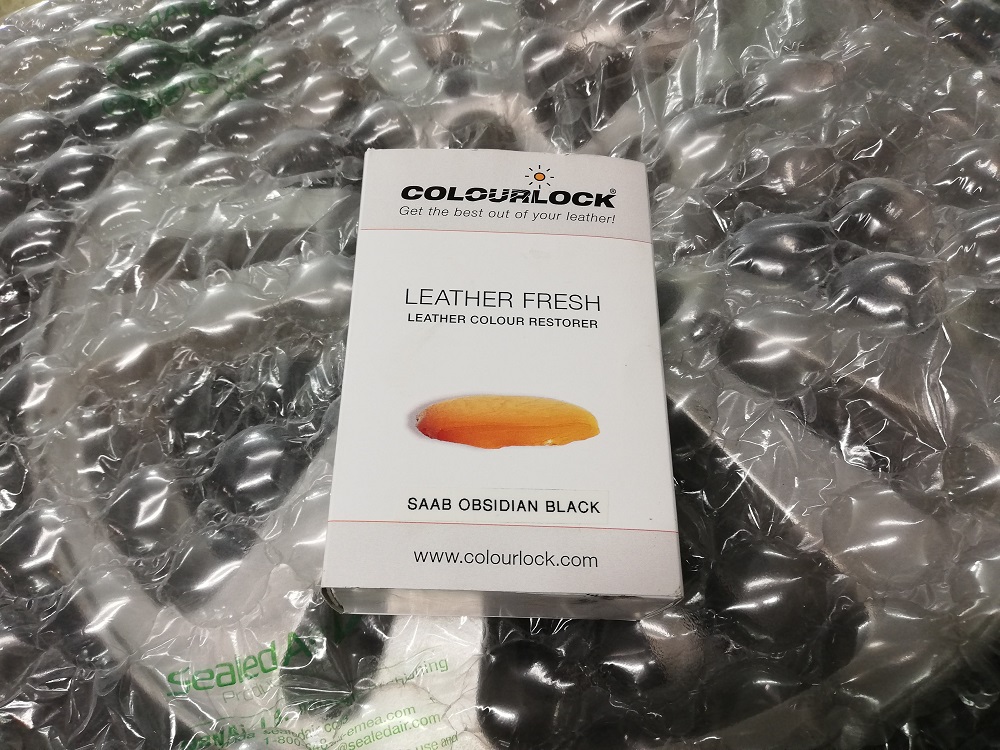 COLOURLOCK®
Get the best out of your leather!
LEATHER FRESH
LEATHER COLOUR RESTORER
SAAB OBSIDIAN BLACK
www.colourlock.com
Sealed A